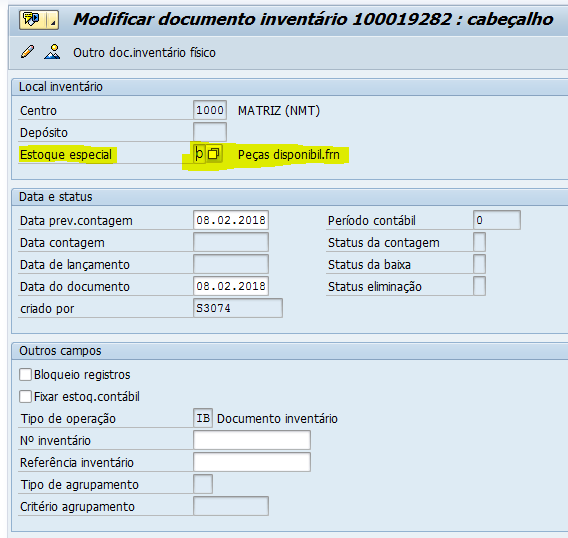 Modificar documento inventário 100019282 : cabeçalho
Outro doc.inventário físico
Local inventário
Centro 1000 MATRIZ (NMT)
Depósito
Estoque especial O Peças disponibil.frn
Data e status
Data prev.contagem 08.02.2018 Período contábil 0
Data contagem Status da contagem
Data de lançamento Status da baixa
Data do documento 08.02.2018 Status eliminação
criado por S3074
Outros campos
Bloqueio registros
Fixar estoq.contábil
Tipo de operação IB Documento inventário
Nº inventário
Referência inventário
Tipo de agrupamento
Critério agrupamento